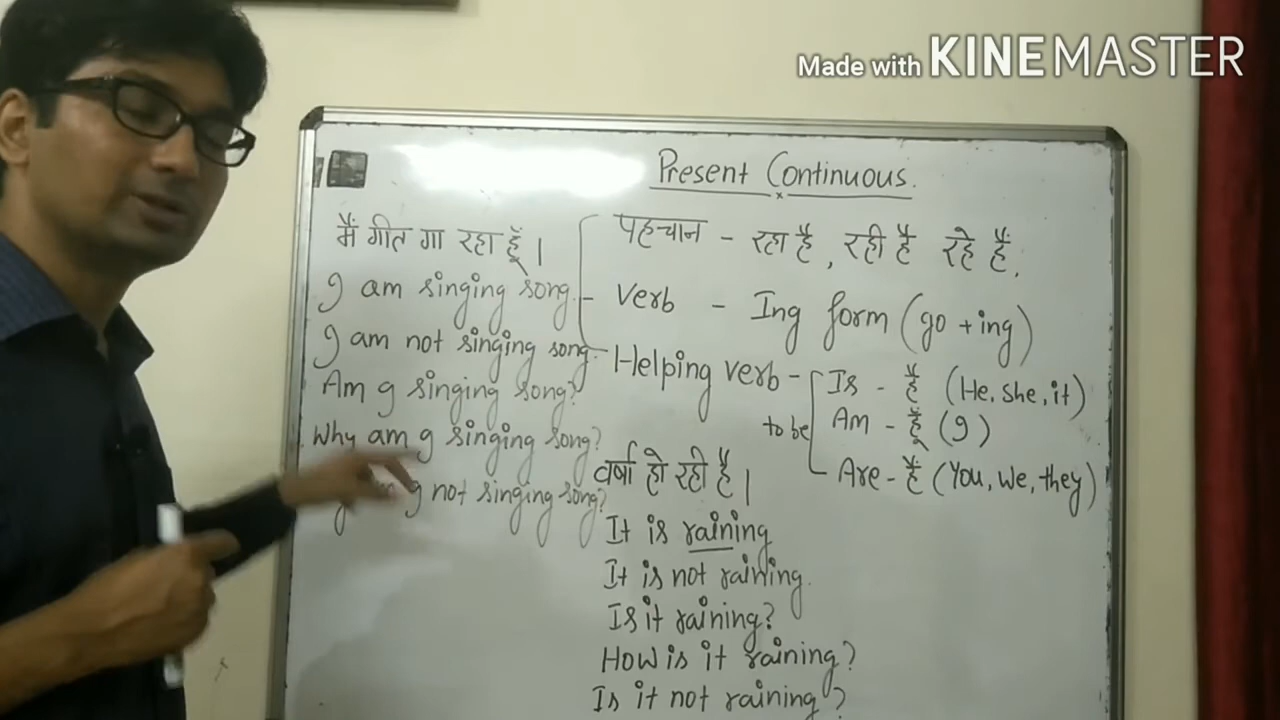 Made with KINEMASTER
Present Continuous.
मैं गीत गा रहा हूँ।
I am singing song.
I am not singing song.
Am I singing song?
Why am I singing song?
I not singing song?
पहचान - रहा है, रही है रहे हैं.
Verb - Ing form (go + ing)
Helping verb -
to be
Is - है (He, she, it)
Am - हूँ (I)
Are - हैं (You, we, they)
वर्षा हो रही है।
It is raining
It is not raining.
Is it raining?
How is it raining?
Is it not raining?